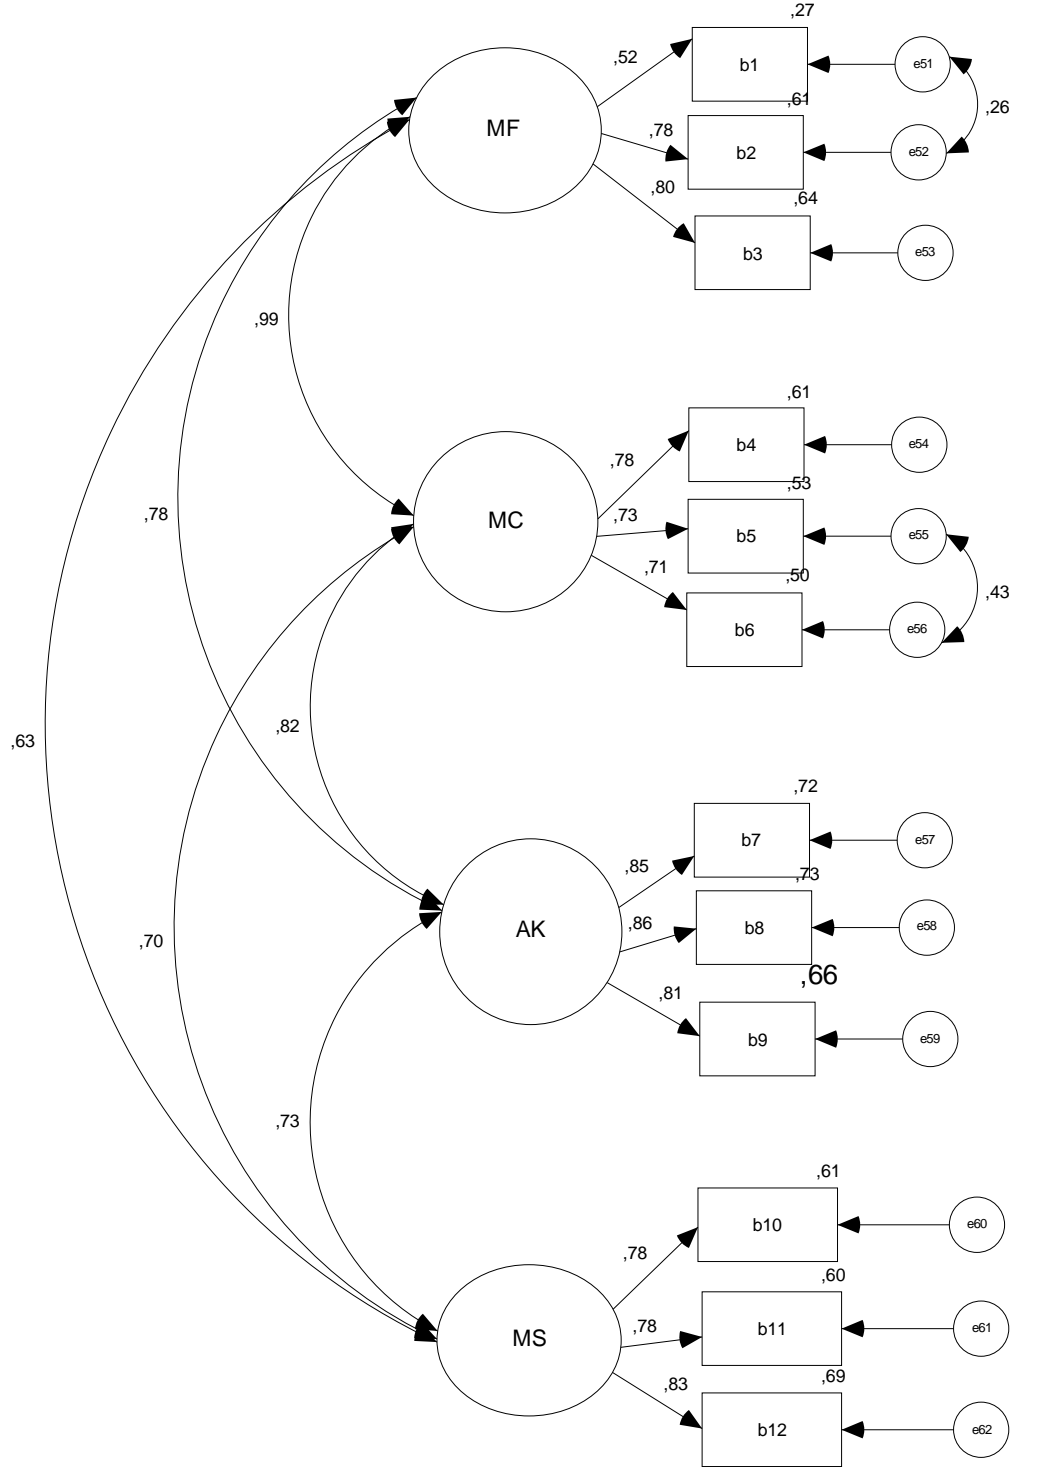 ,27
,52
b1
e51
,26
,61
MF
,78
b2
e52
,80
,64
b3
e53
,99
,61
,78
b4
e54
,53
MC
,73
b5
e55
,78
,71
,50
,43
b6
e56
,82
,63
,72
,85
b7
e57
,73
AK
,86
b8
e58
,70
,66
,81
b9
e59
,73
,61
,78
b10
e60
,60
MS
,78
b11
e61
,83
,69
b12
e62